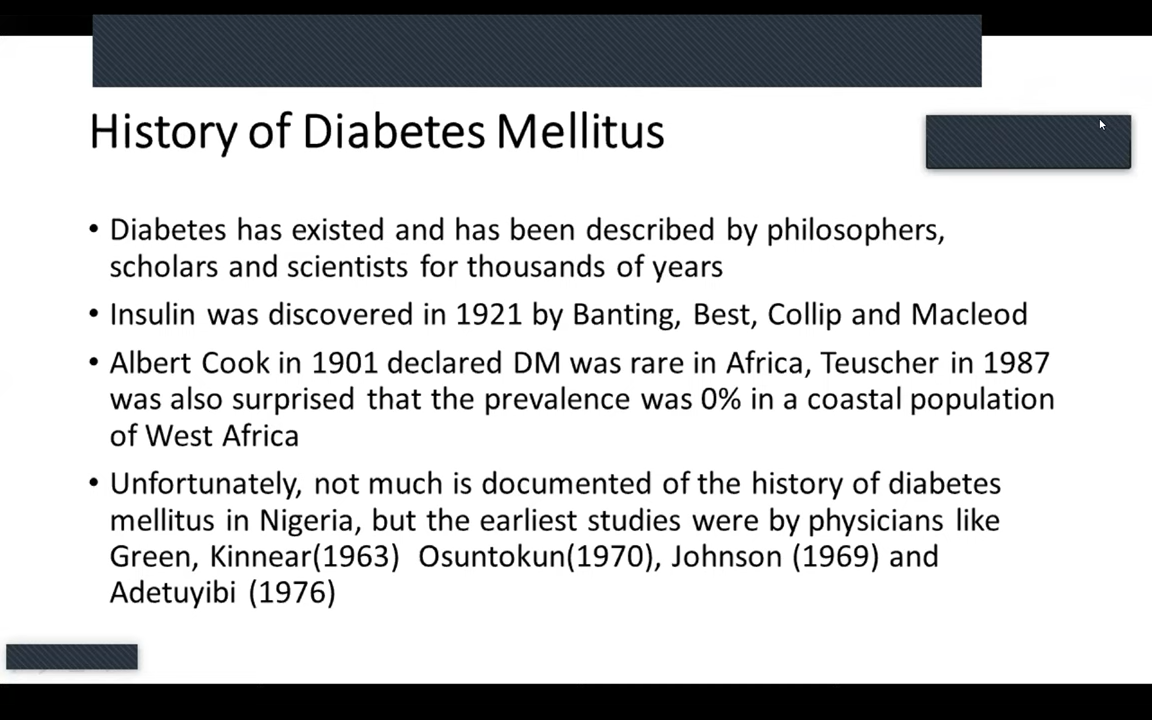 History of Diabetes Mellitus
• Diabetes has existed and has been described by philosophers,
scholars and scientists for thousands of years
• Insulin was discovered in 1921 by Banting, Best, Collip and Macleod
• Albert Cook in 1901 declared DM was rare in Africa, Teuscher in 1987
was also surprised that the prevalence was 0% in a coastal population
of West Africa
• Unfortunately, not much is documented of the history of diabetes
mellitus in Nigeria, but the earliest studies were by physicians like
Green, Kinnear(1963) Osuntokun(1970), Johnson (1969) and
Adetuyibi (1976)